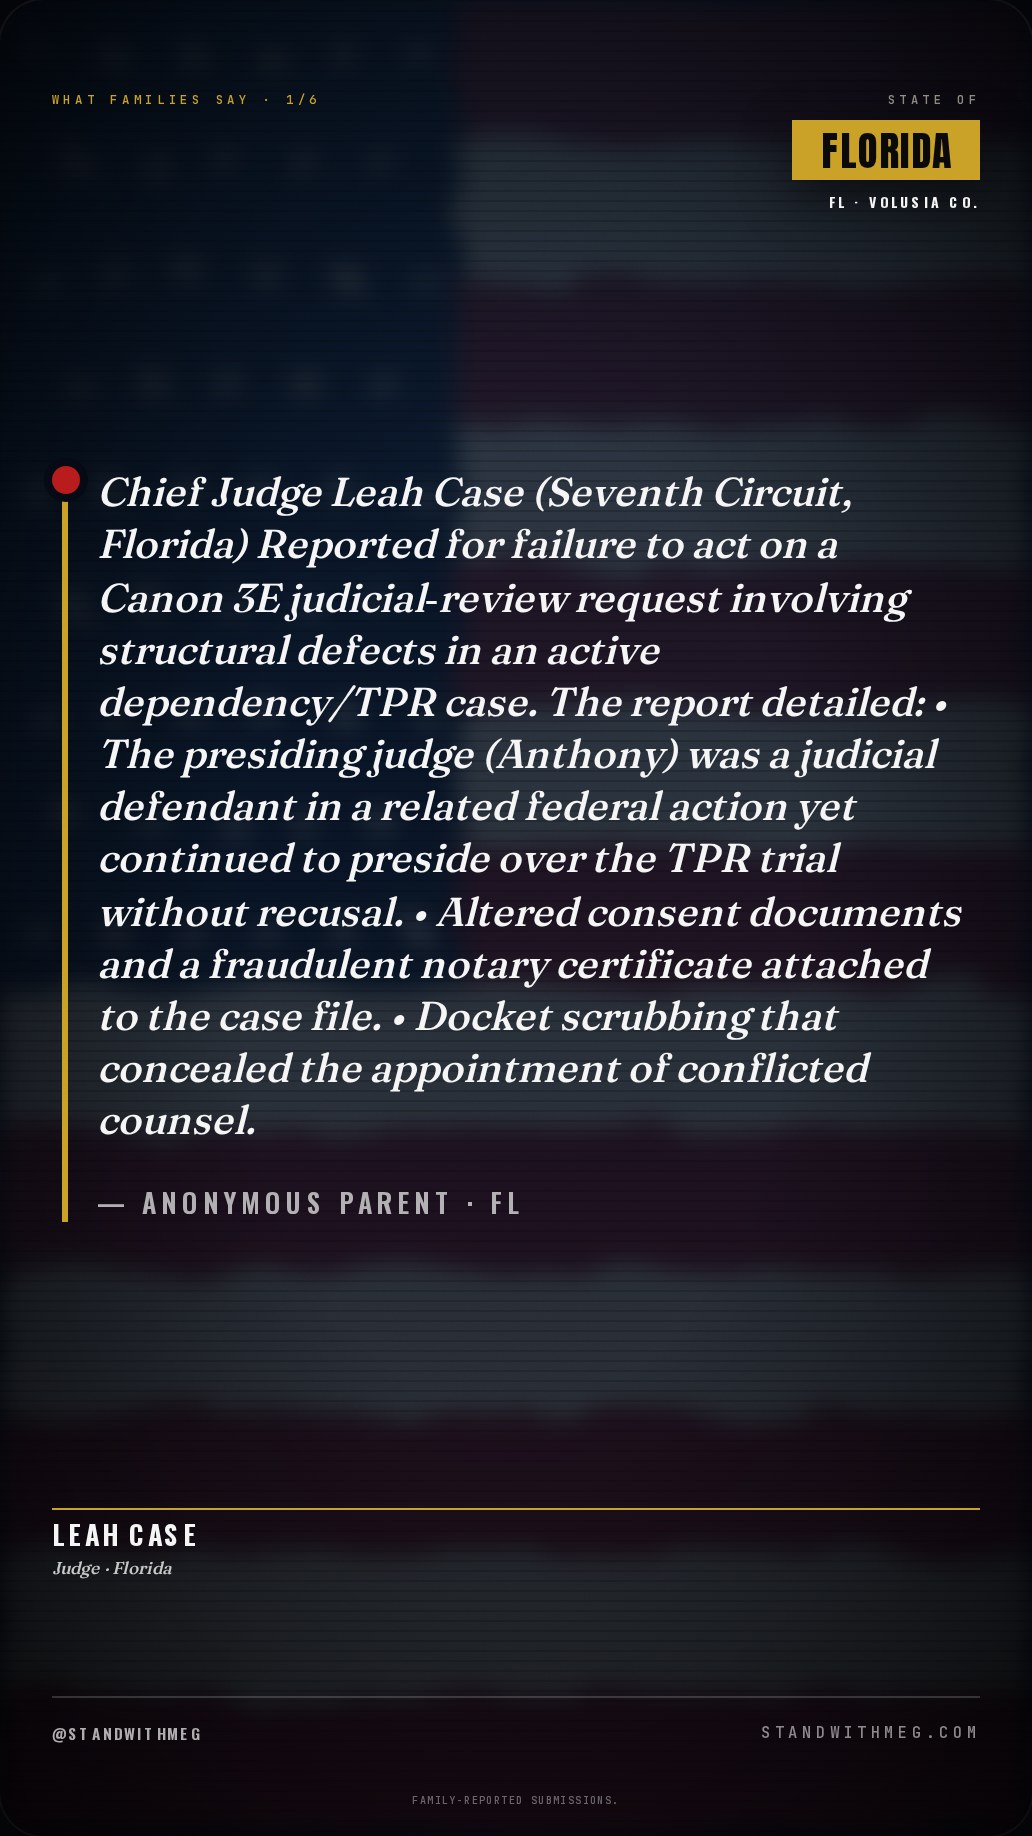 WHAT FAMILIES SAY · 1/6
STATE OF
FLORIDA
FL · VOLUSIA CO.
Chief Judge Leah Case (Seventh Circuit,
Florida) Reported for failure to act on a
Canon 3E judicial-review request involving
structural defects in an active
dependency/TPR case. The report detailed: •
The presiding judge (Anthony) was a judicial
defendant in a related federal action yet
continued to preside over the TPR trial
without recusal. • Altered consent documents
and a fraudulent notary certificate attached
to the case file. • Docket scrubbing that
concealed the appointment of conflicted
counsel.
— ANONYMOUS PARENT · FL
LEAH CASE
Judge · Florida
@STANDWITHMEG
STANDWITHMEG.COM
FAMILY-REPORTED SUBMISSIONS.